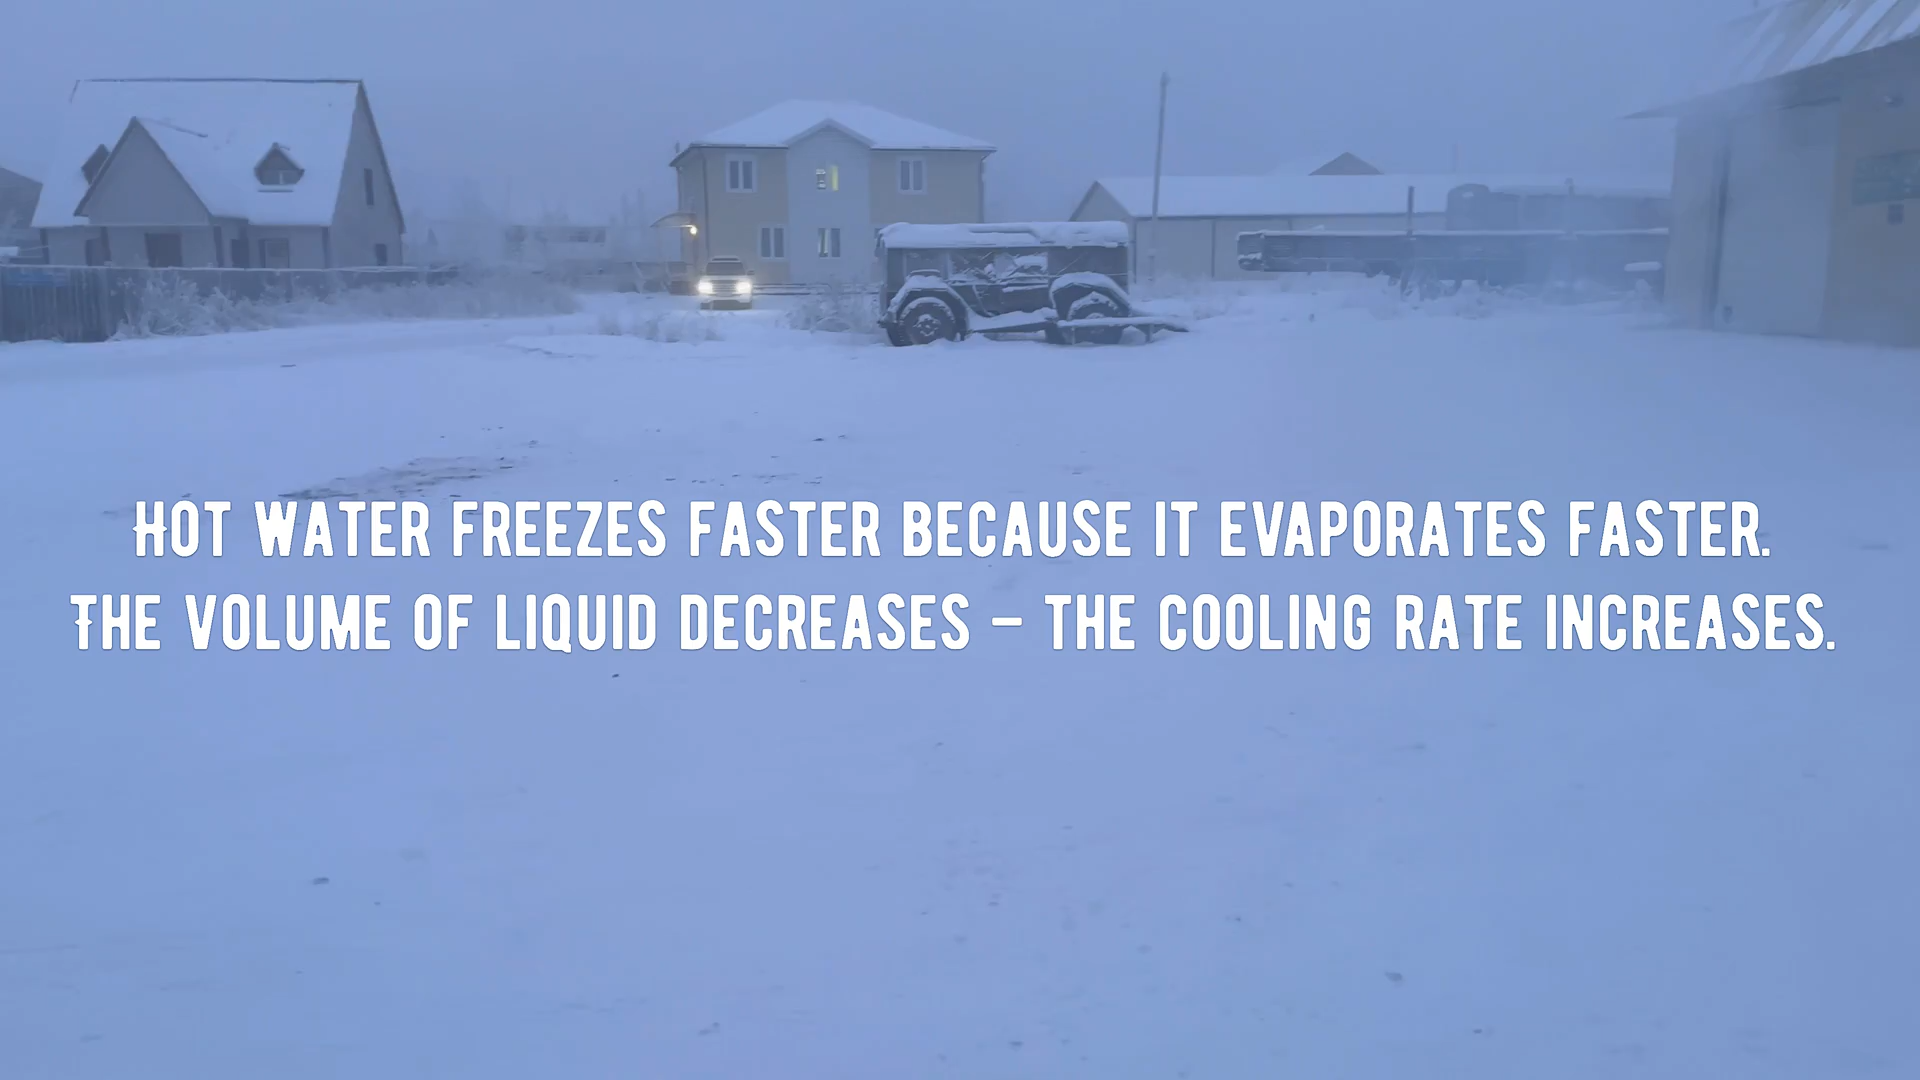 Hot water freezes faster because it evaporates faster.
The volume of liquid decreases – the cooling rate increases.